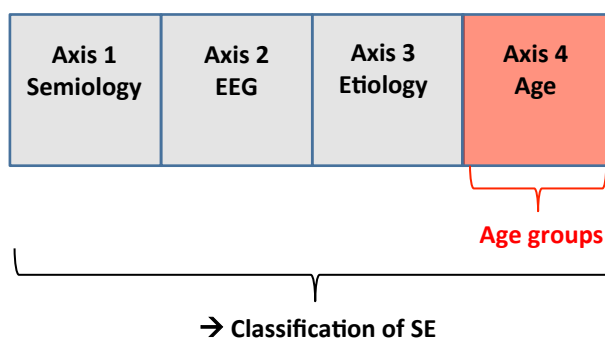 Axis 1
Semiology
Axis 2
EEG
Axis 3
Etiology
Axis 4
Age
Age groups
→ Classification of SE